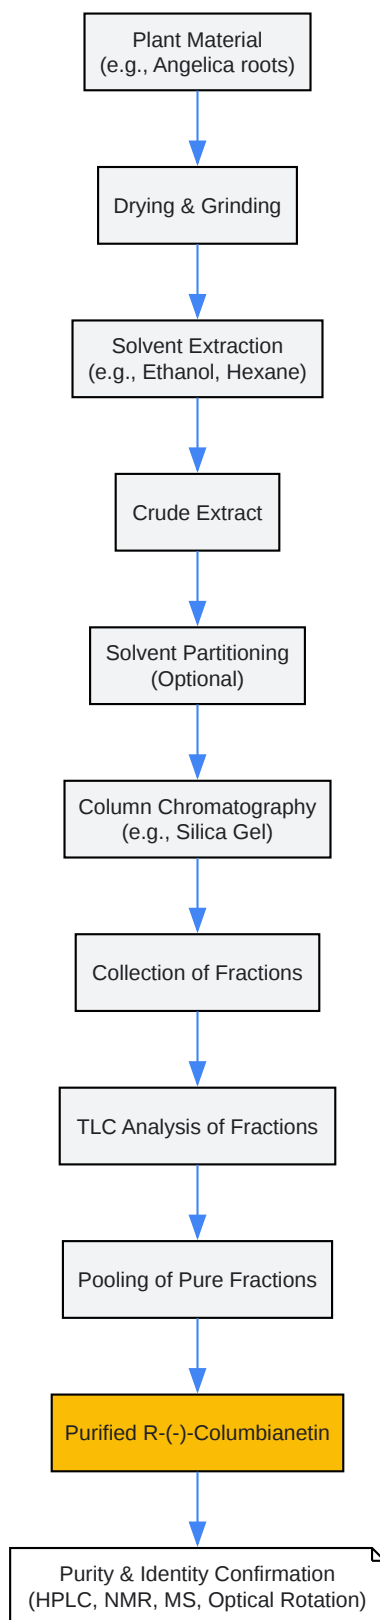 Plant Material
(e.g., Angelica roots)
Drying & Grinding
Solvent Extraction
(e.g., Ethanol, Hexane)
Crude Extract
Solvent Partitioning
(Optional)
Column Chromatography
(e.g., Silica Gel)
Collection of Fractions
TLC Analysis of Fractions
Pooling of Pure Fractions
Purified R-(-)-Columbianetin
Purity & Identity Confirmation
(HPLC, NMR, MS, Optical Rotation)